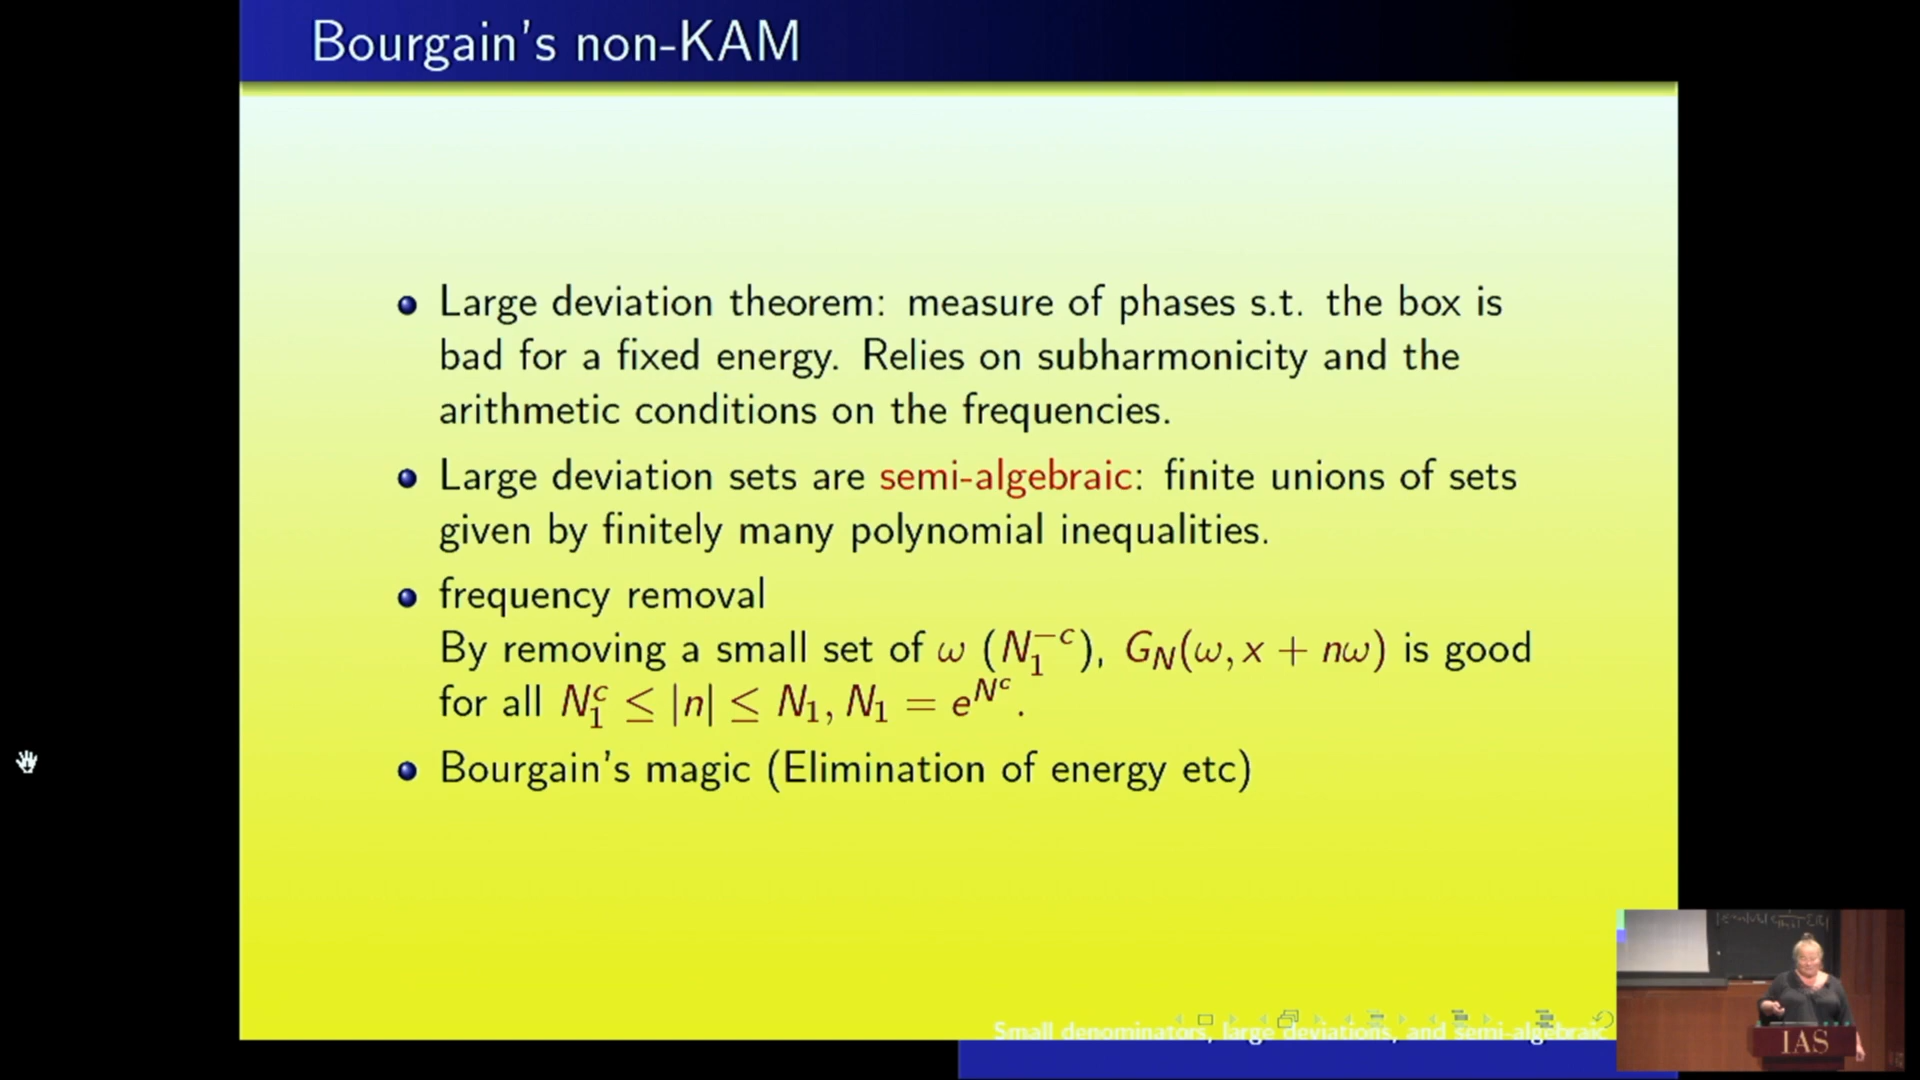 Bourgain's non-KAM
Large deviation theorem: measure of phases s.t. the box is
bad for a fixed energy. Relies on subharmonicity and the
arithmetic conditions on the frequencies.
Large deviation sets are semi-algebraic: finite unions of sets
given by finitely many polynomial inequalities.
frequency removal
By removing a small set of ω (N₁^{-c}), G_N(ω, x + nω) is good
for all N₁^c ≤ |n| ≤ N₁, N₁ = e^{N^c}.
Bourgain's magic (Elimination of energy etc)
Small denominators, large deviations, and semi-algebraic
IAS